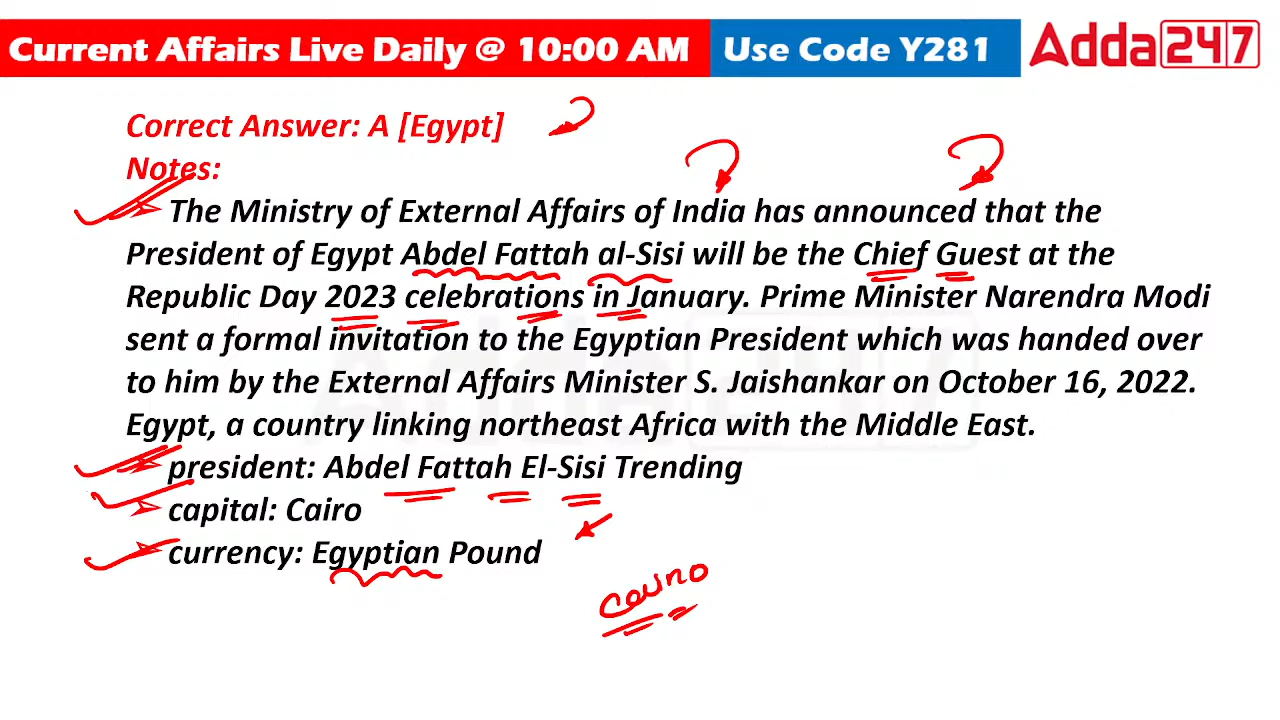 Current Affairs Live Daily @ 10:00 AM Use Code Y281 Adda247
Correct Answer: A [Egypt]
Notes:
➢ The Ministry of External Affairs of India has announced that the
President of Egypt Abdel Fattah al-Sisi will be the Chief Guest at the
Republic Day 2023 celebrations in January. Prime Minister Narendra Modi
sent a formal invitation to the Egyptian President which was handed over
to him by the External Affairs Minister S. Jaishankar on October 16, 2022.
Egypt, a country linking northeast Africa with the Middle East.
➢ president: Abdel Fattah El-Sisi Trending
➢ capital: Cairo
➢ currency: Egyptian Pound
Cairo